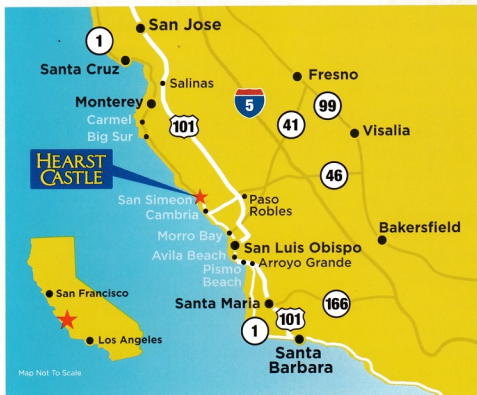 San Jose
1
Santa Cruz
Salinas
Fresno
Monterey
5
99
Carmel
101
41
Visalia
Big Sur
HEARST
CASTLE
46
San Simeon
Paso
Robles
Cambria
Morro Bay
Bakersfield
San Luis Obispo
Avila Beach
Arroyo Grande
Pismo
Beach
San Francisco
Santa Maria
166
101
1
Los Angeles
Santa
Barbara
Map Not To Scale